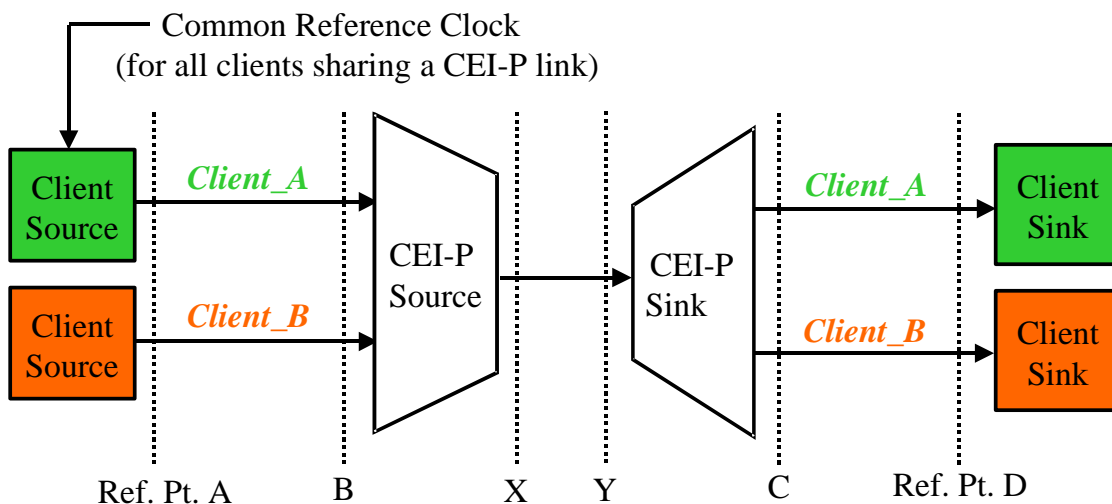 Common Reference Clock
(for all clients sharing a CEI-P link)
Client
Source
Client_A
CEI-P
Source
CEI-P
Sink
Client_A
Client
Sink
Client
Source
Client_B
Client_B
Client
Sink
Ref. Pt. A
B
X
Y
C
Ref. Pt. D